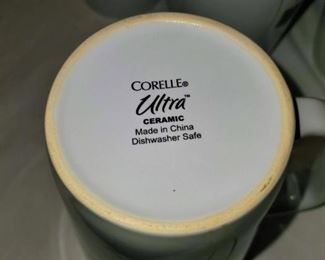 CORELLE®
Ultra™
CERAMIC
Made in China
Dishwasher Safe